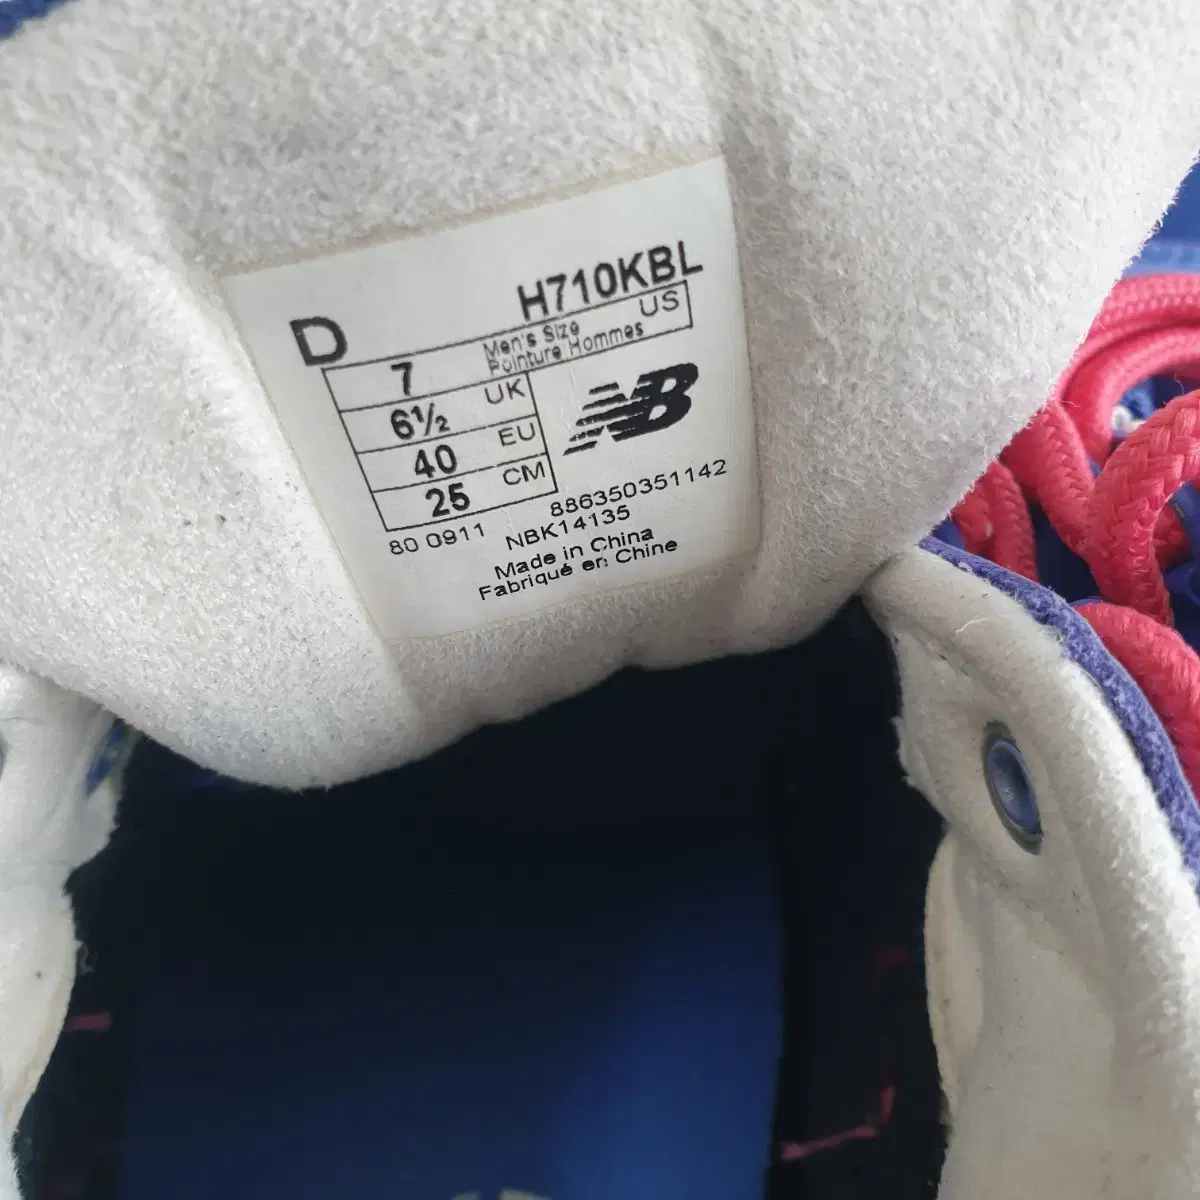 D H710KBL
7 Men's Size US
Pointure Hommes
6½ UK
40 EU
25 CM
NB
80 0911 886350351142
NBK14135
Made in China
Fabriqué en Chine